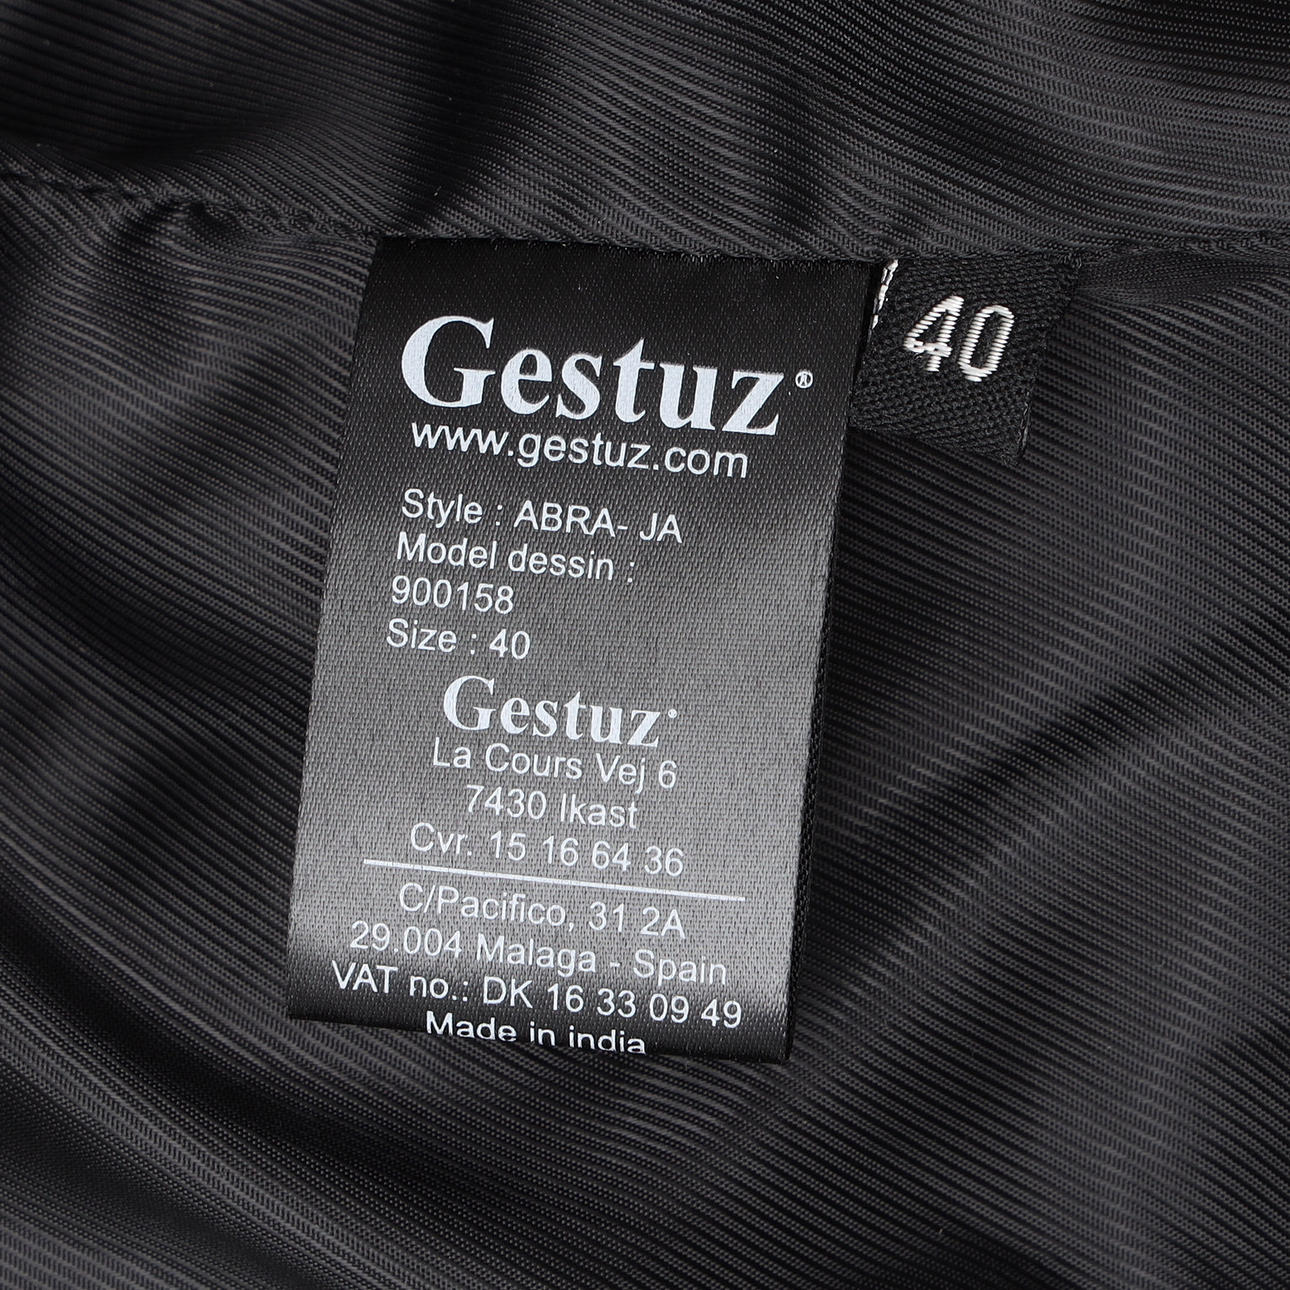 Gestuz®
www.gestuz.com
40
Style : ABRA- JA
Model dessin :
900158
Size : 40
Gestuz
La Cours Vej 6
7430 Ikast
Cvr. 15 16 64 36
C/Pacifico, 31 2A
29.004 Malaga - Spain
VAT no.: DK 16 33 09 49
Made in india